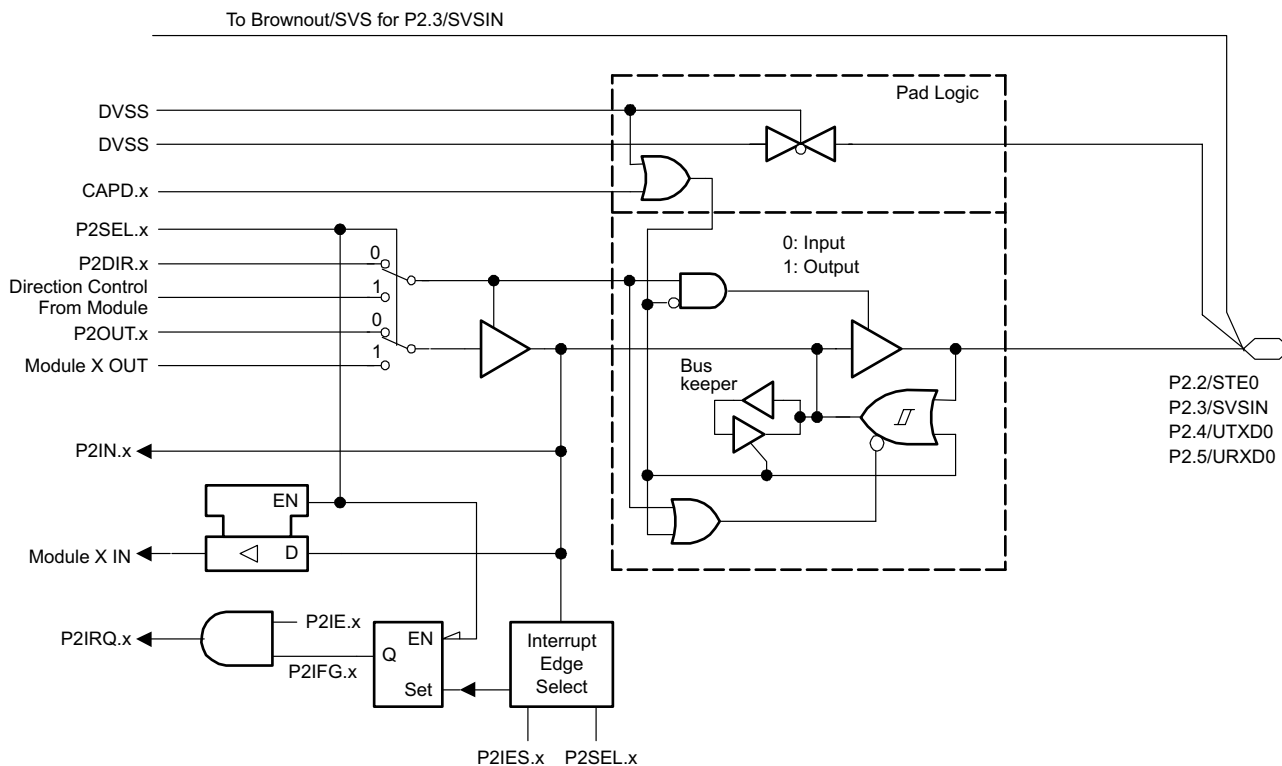 To Brownout/SVS for P2.3/SVSIN
Pad Logic
DVSS
DVSS
CAPD.x
P2SEL.x
0
P2DIR.x
0: Input
1: Output
Direction Control
From Module
1
0
P2OUT.x
1
Module X OUT
Bus
keeper
P2.2/STE0
P2.3/SVSIN
P2.4/UTXD0
P2.5/URXD0
P2IN.x
EN
D
Module X IN
P2IE.x
P2IRQ.x
P2IFG.x
EN
Q
Set
Interrupt
Edge
Select
P2IES.x
P2SEL.x